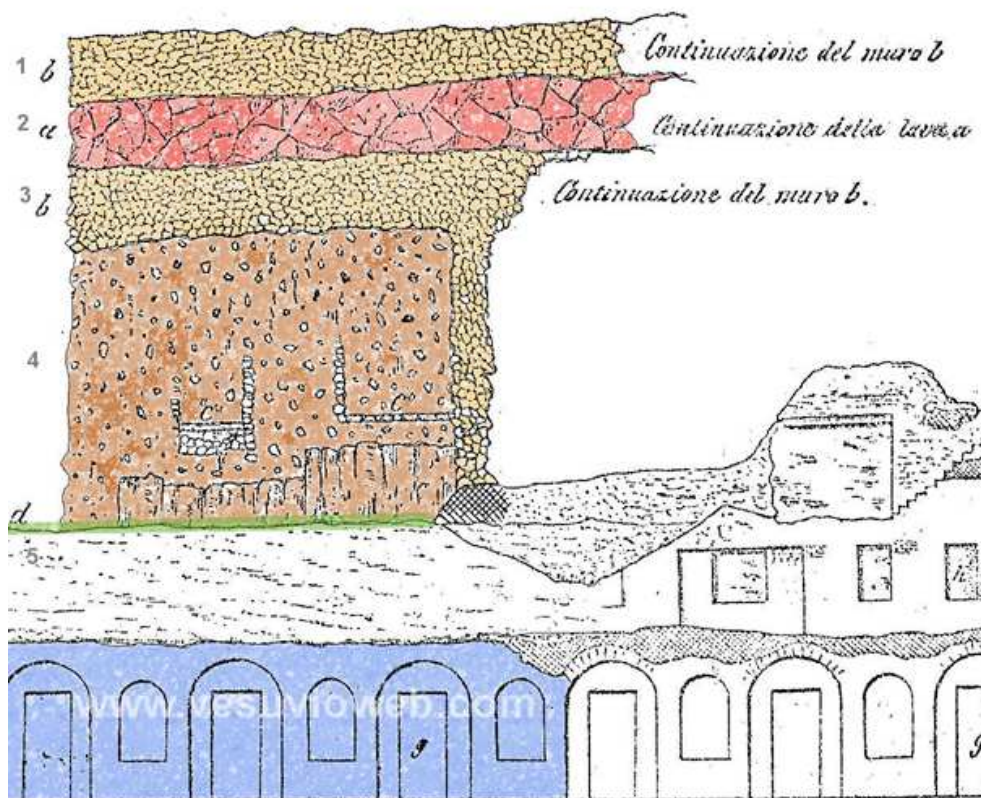 1 b
Continuazione del muro b
2 a
Continuazione della lava a
3 b
Continuazione del muro b.
4
C C
d
5
C
h
www.vesuvioweb.com
g g